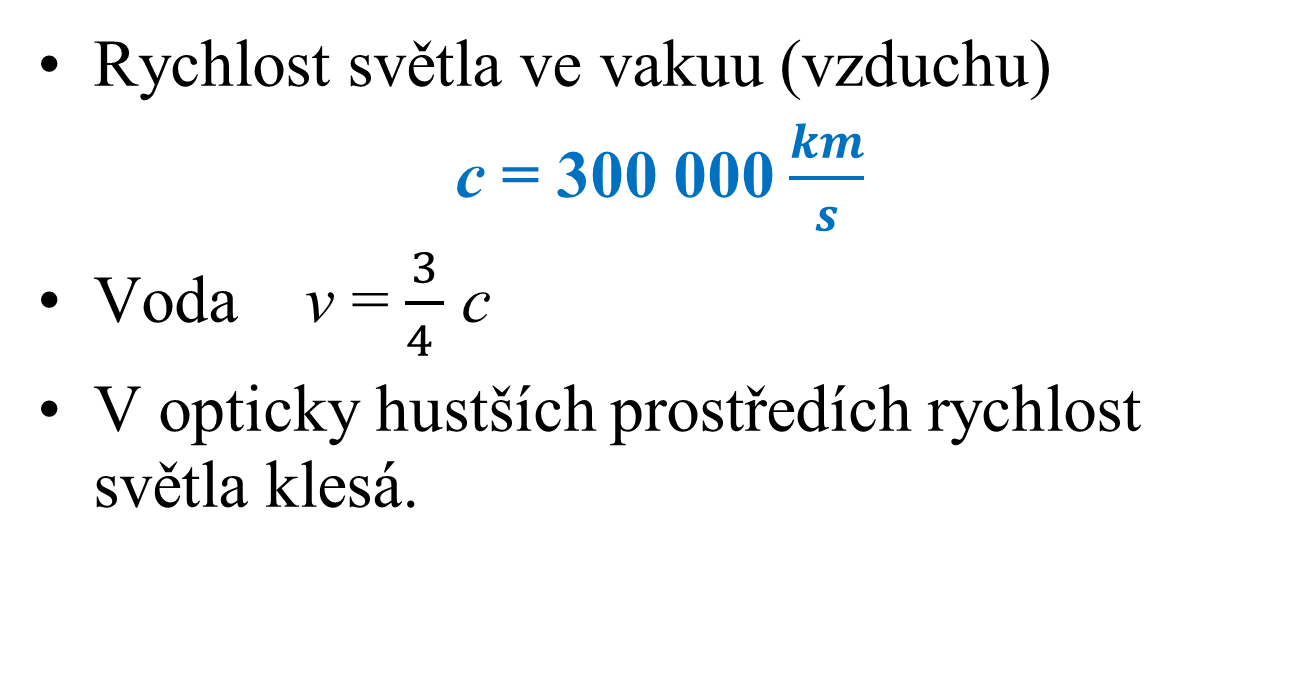 • Rychlost světla ve vakuu (vzduchu)
c = 300 000 km/s
• Voda v = 3/4 c
• V opticky hustších prostředích rychlost
světla klesá.